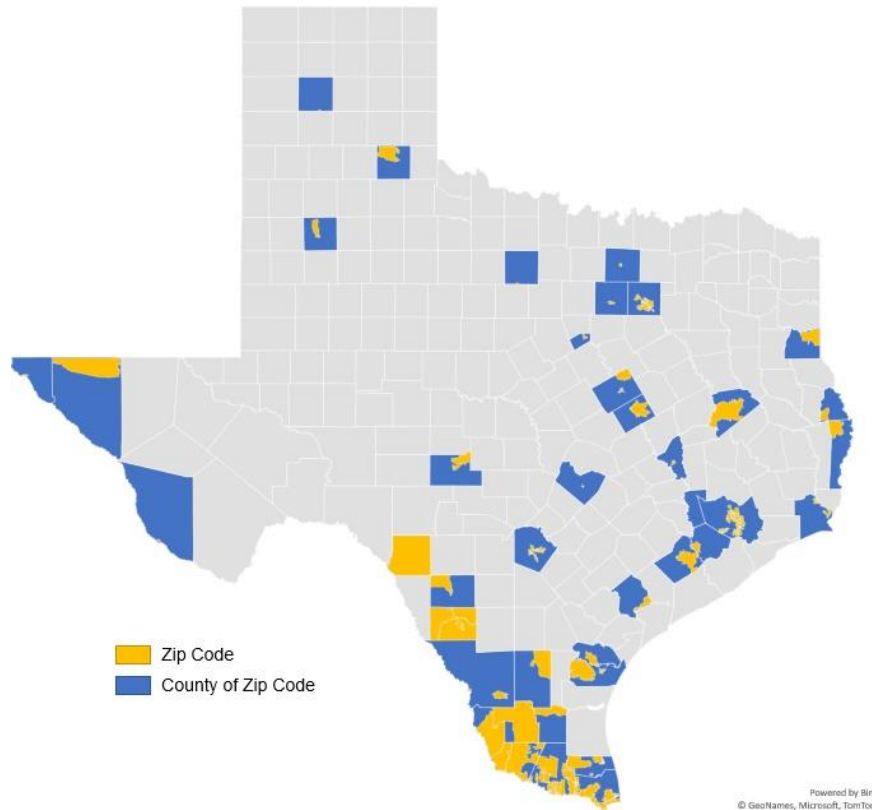 Zip Code
County of Zip Code
Powered by Bin
© GeoNames, Microsoft, TomTo